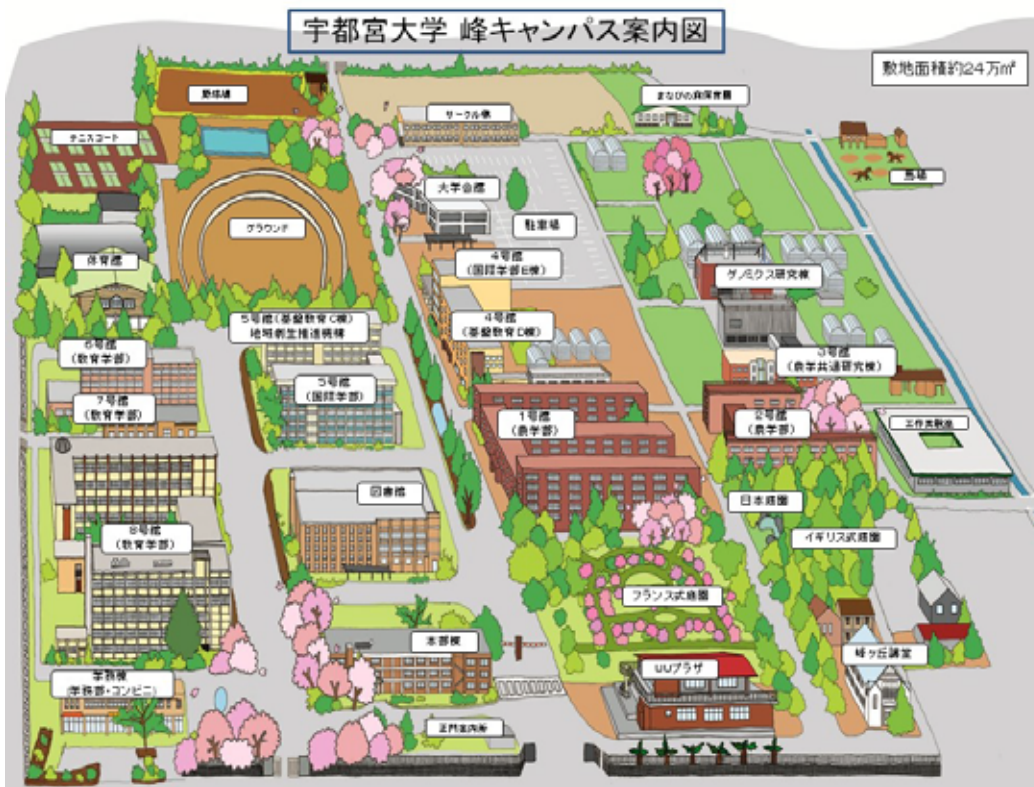 宇都宮大学 峰キャンパス案内図
敷地面積約24万㎡
野球場
サークル棟
まなびの森保育園
テニスコート
馬場
大学会館
グラウンド
駐車場
体育館
4号館
(国際学部E棟)
ゲノミクス研究棟
5号館(基盤教育C棟)
地域創生推進機構
4号館
(基盤教育D棟)
6号館
(教育学部)
3号館
(農学共通研究棟)
5号館
(国際学部)
7号館
(教育学部)
1号館
(農学部)
2号館
(農学部)
工作実験室
図書館
日本庭園
8号館
(教育学部)
イギリス式庭園
フランス式庭園
本部棟
峰ヶ丘講堂
UUプラザ
学務棟
(学務部・コンビニ)
正門案内所